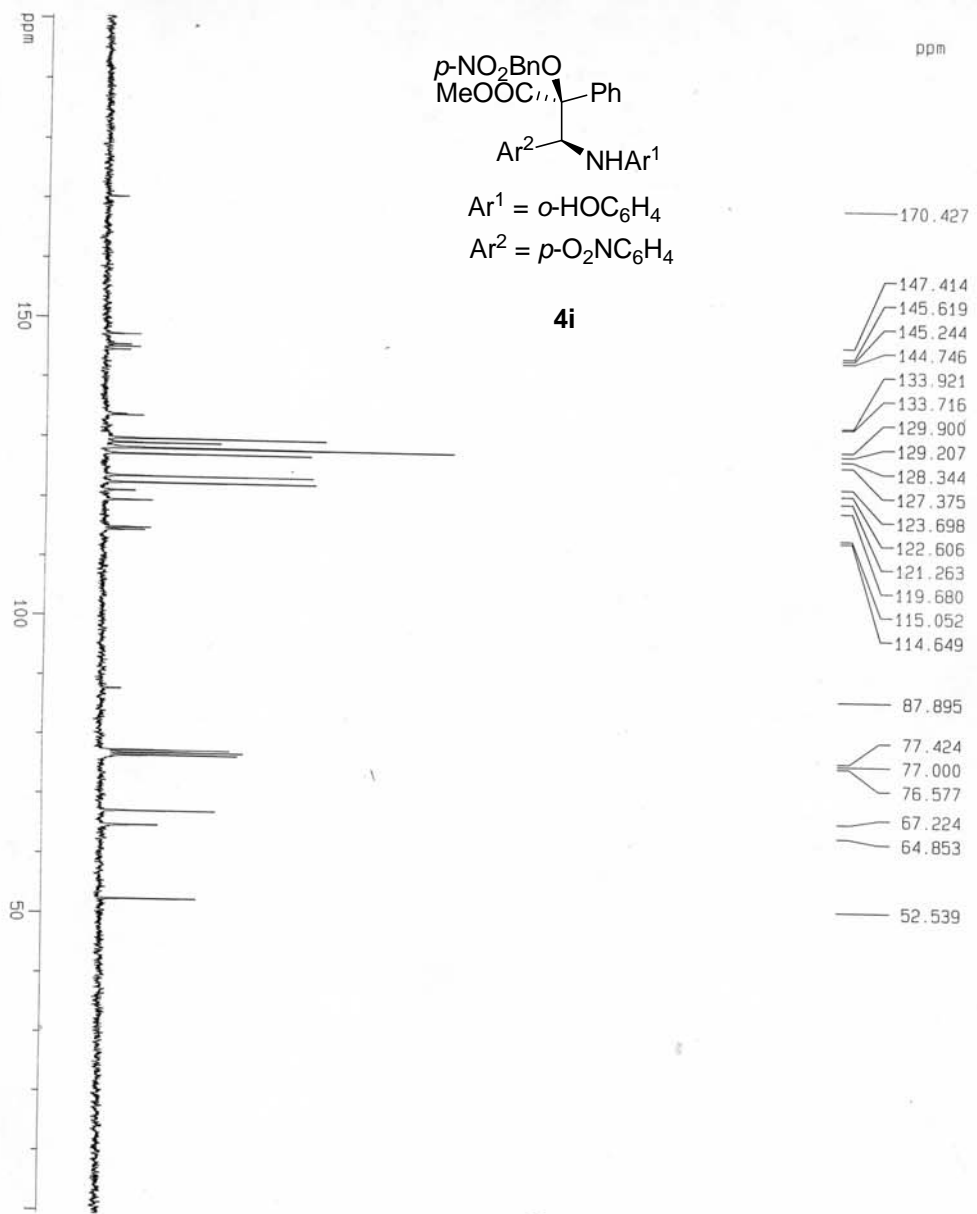 ppm
150
100
50
p-NO2BnO
MeOOC
Ph
Ar2
NHAr1
Ar1 = o-HOC6H4
Ar2 = p-O2NC6H4
4i
ppm
170.427
147.414
145.619
145.244
144.746
133.921
133.716
129.900
129.207
128.344
127.375
123.698
122.606
121.263
119.680
115.052
114.649
87.895
77.424
77.000
76.577
67.224
64.853
52.539